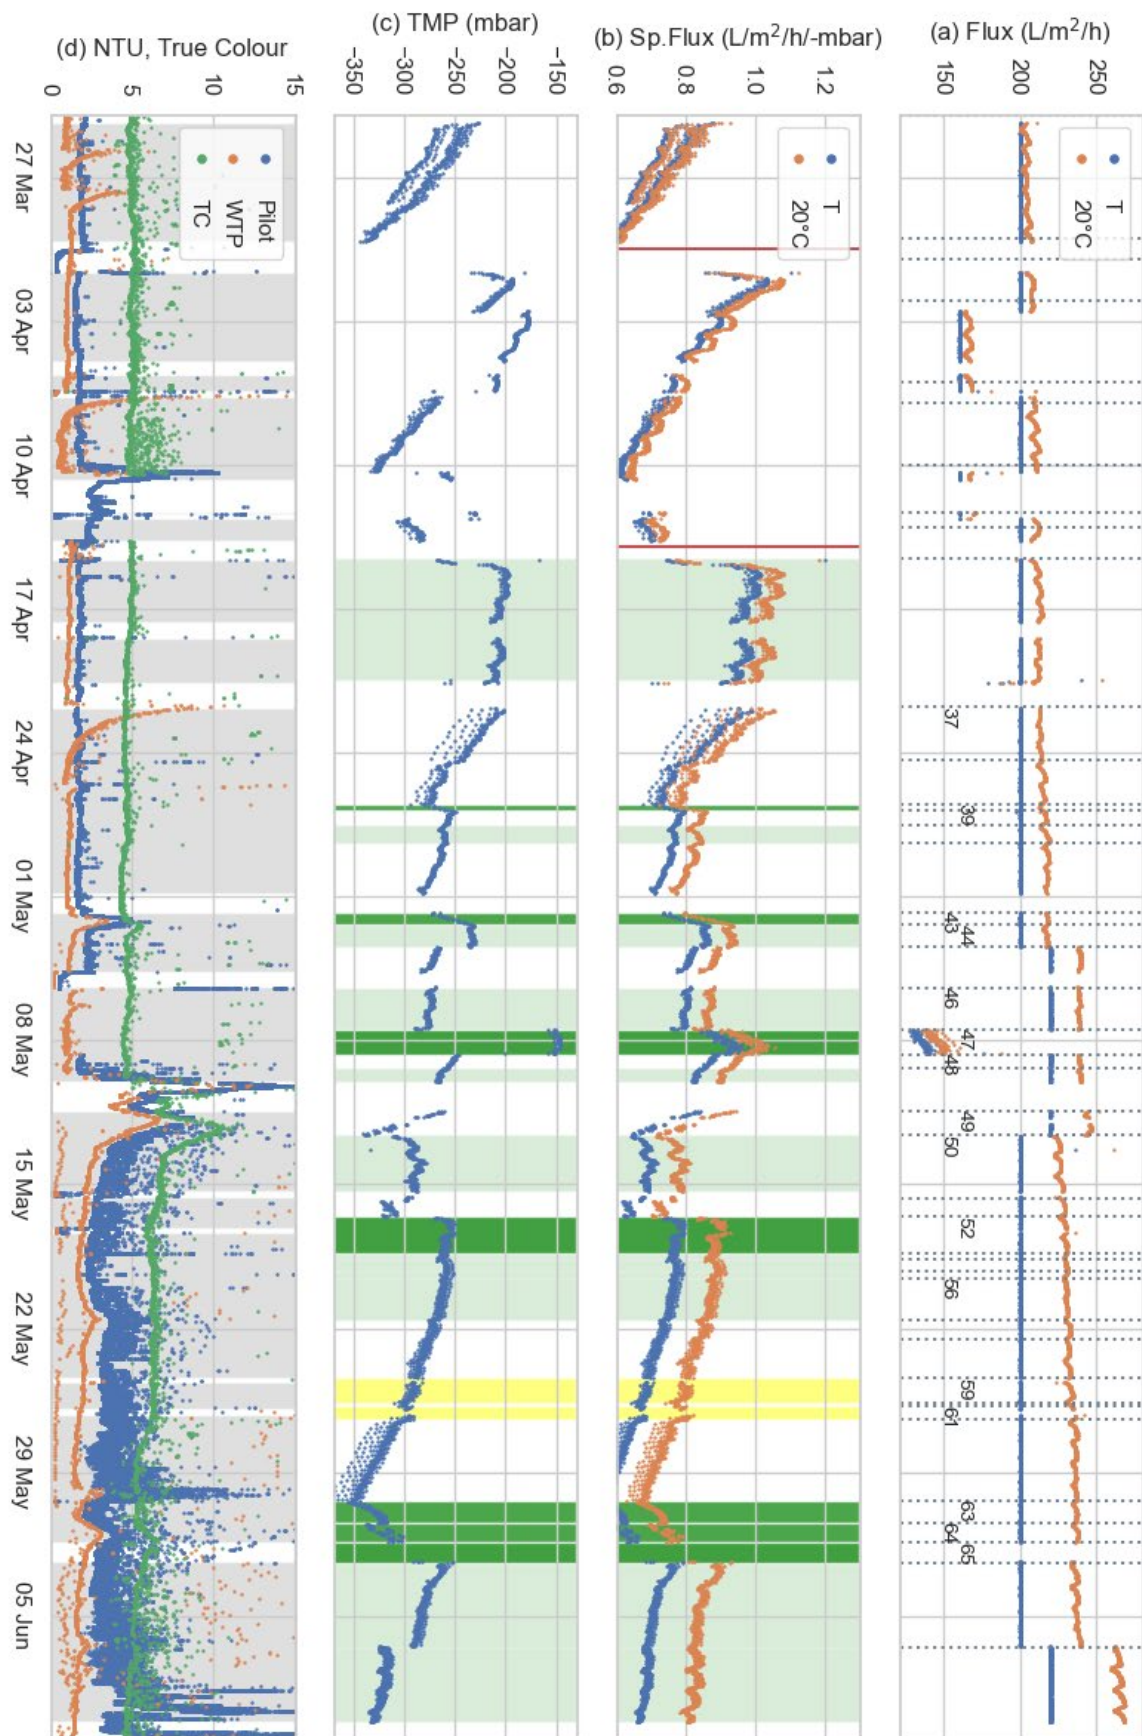 (a) Flux (L/m²/h)
150
200
250
T
20°C
37
39
43
44
46
47
48
49
50
52
56
59
61
63
64
65
(b) Sp.Flux (L/m²/h/-mbar)
0.6
0.8
1.0
1.2
T
20°C
(c) TMP (mbar)
-350
-300
-250
-200
-150
(d) NTU, True Colour
0
5
10
15
Pilot
WTP
TC
27 Mar
03 Apr
10 Apr
17 Apr
24 Apr
01 May
08 May
15 May
22 May
29 May
05 Jun